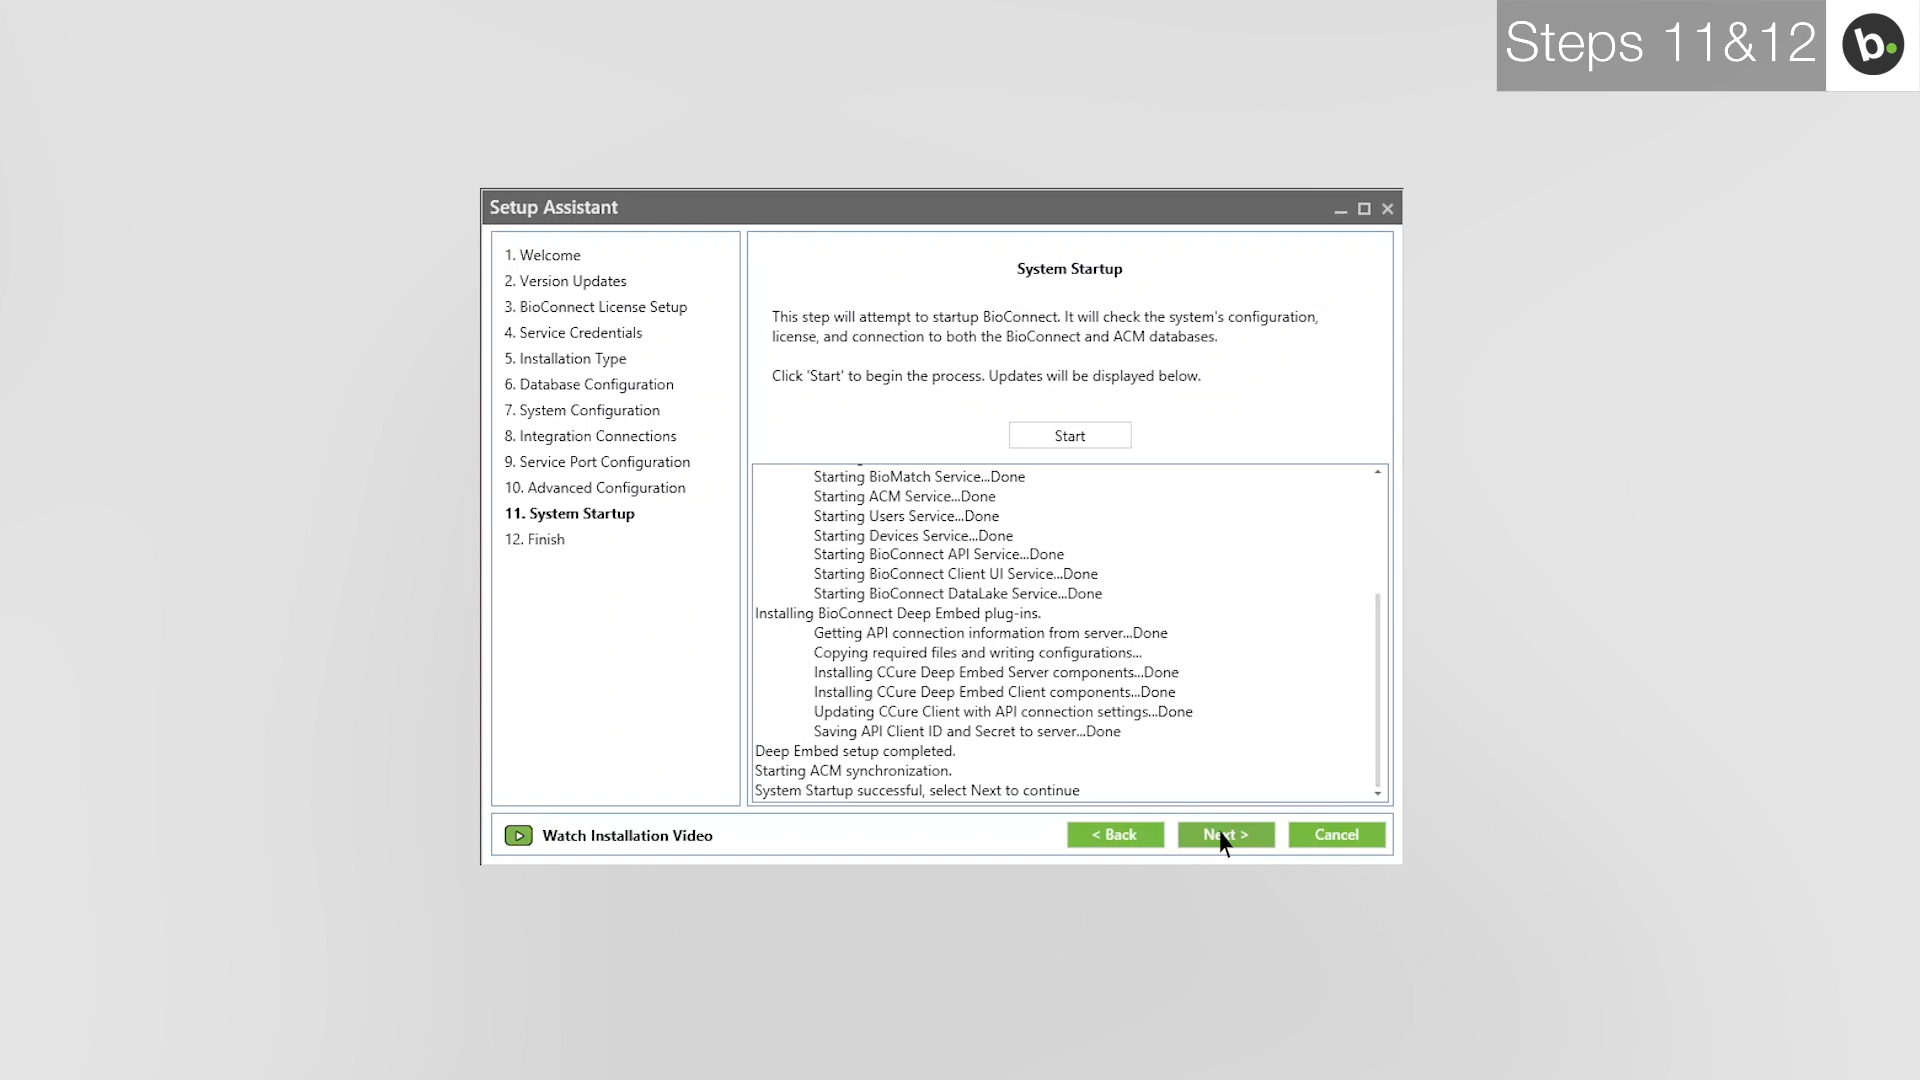 Steps 11&12
b.
Setup Assistant
1. Welcome
2. Version Updates
3. BioConnect License Setup
4. Service Credentials
5. Installation Type
6. Database Configuration
7. System Configuration
8. Integration Connections
9. Service Port Configuration
10. Advanced Configuration
11. System Startup
12. Finish
System Startup
This step will attempt to startup BioConnect. It will check the system's configuration,
license, and connection to both the BioConnect and ACM databases.
Click 'Start' to begin the process. Updates will be displayed below.
Start
Starting BioMatch Service...Done
Starting ACM Service...Done
Starting Users Service...Done
Starting Devices Service...Done
Starting BioConnect API Service...Done
Starting BioConnect Client UI Service...Done
Starting BioConnect DataLake Service...Done
Installing BioConnect Deep Embed plug-ins.
Getting API connection information from server...Done
Copying required files and writing configurations...
Installing CCure Deep Embed Server components...Done
Installing CCure Deep Embed Client components...Done
Updating CCure Client with API connection settings...Done
Saving API Client ID and Secret to server...Done
Deep Embed setup completed.
Starting ACM synchronization.
System Startup successful, select Next to continue
Watch Installation Video
< Back
Next >
Cancel